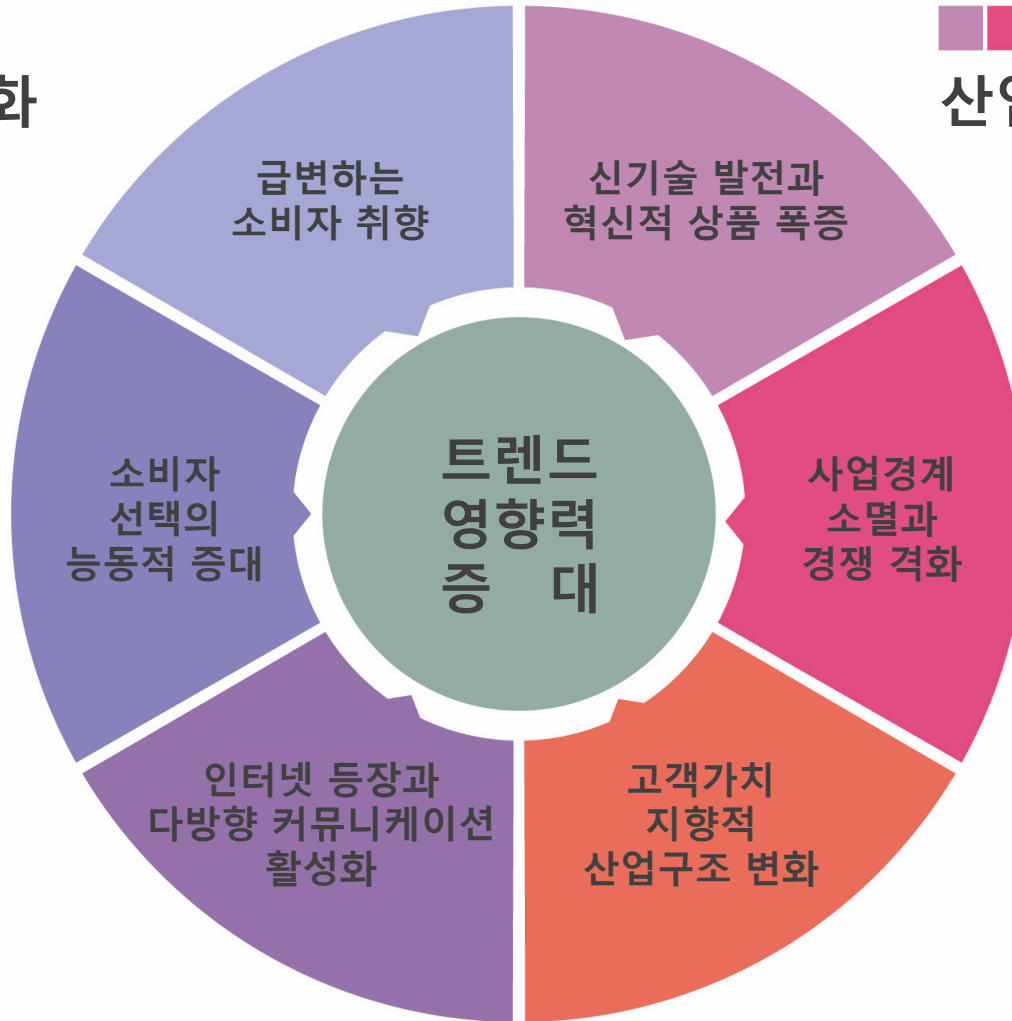 화
산업
급변하는
소비자 취향
신기술 발전과
혁신적 상품 폭증
소비자
선택의
능동적 증대
트렌드
영향력
증 대
사업경계
소멸과
경쟁 격화
인터넷 등장과
다방향 커뮤니케이션
활성화
고객가치
지향적
산업구조 변화